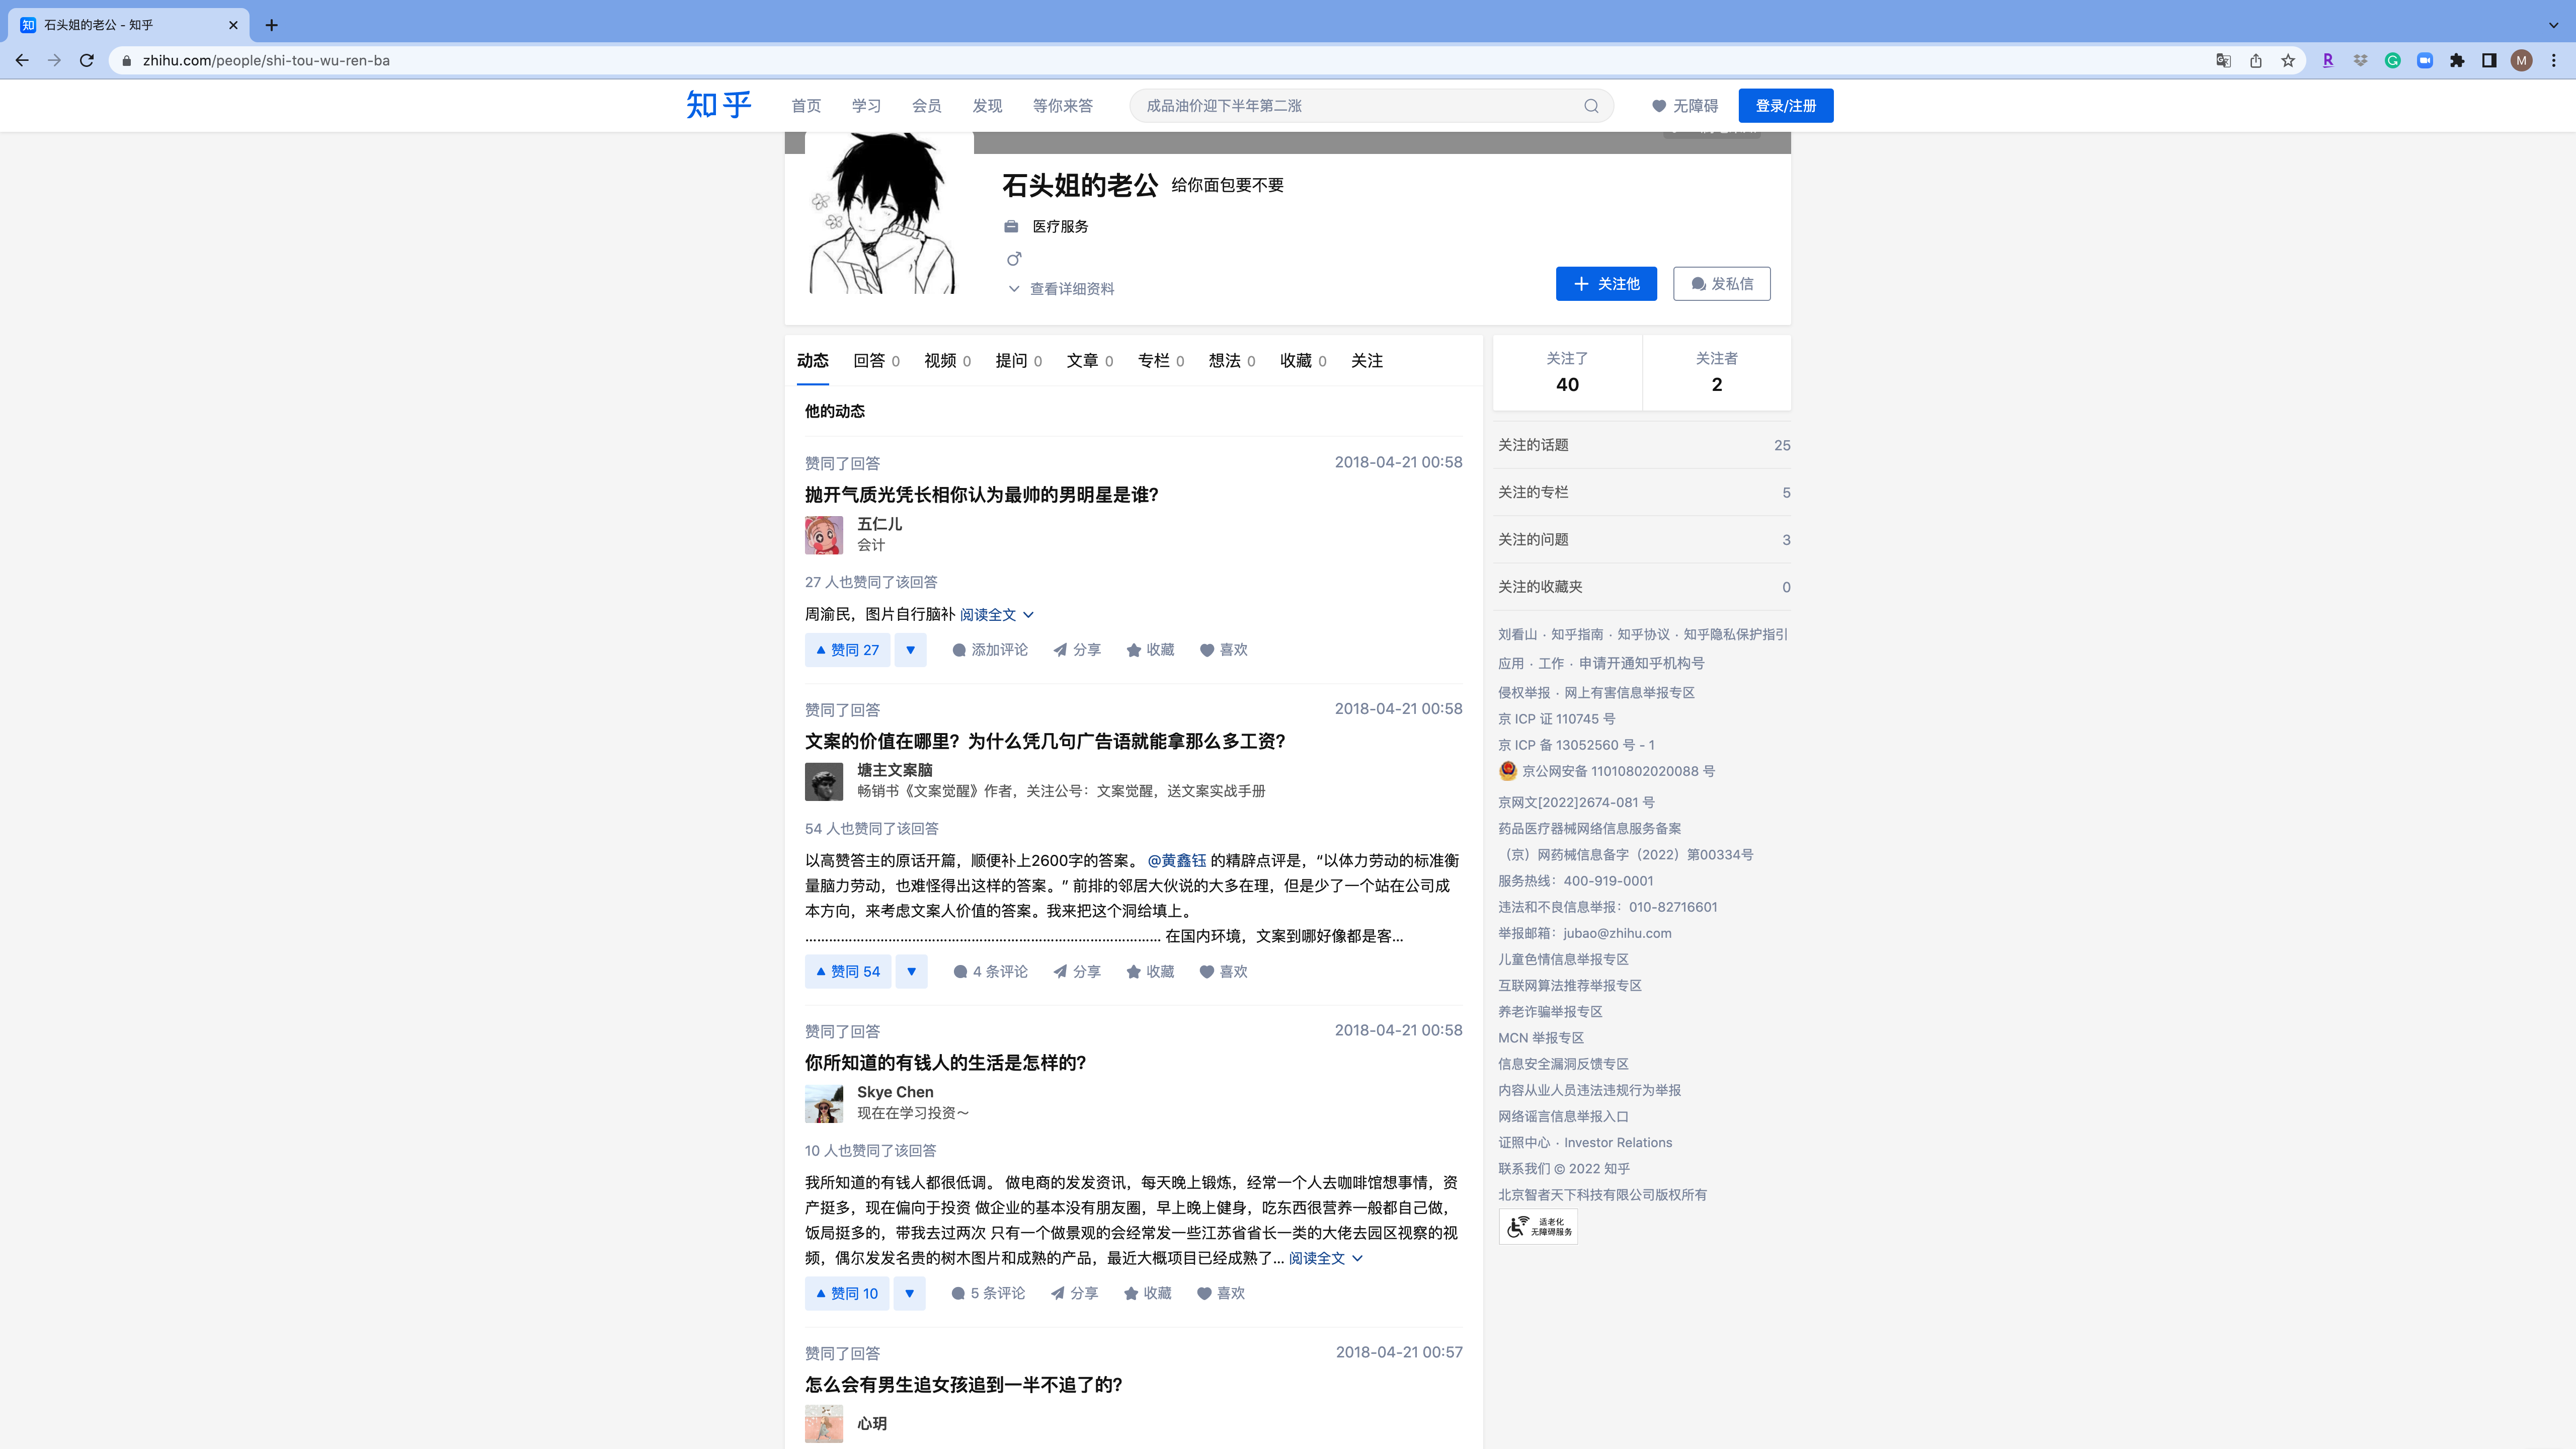 石头姐的老公 - 知乎
zhihu.com/people/shi-tou-wu-ren-ba
M
知乎
首页 学习 会员 发现 等你来答
成品油价迎下半年第二涨
无障碍
登录/注册
石头姐的老公 给你面包要不要
医疗服务
查看详细资料
关注他
发私信
动态 回答 0 视频 0 提问 0 文章 0 专栏 0 想法 0 收藏 0 关注
他的动态
赞同了回答 2018-04-21 00:58
抛开气质光凭长相你认为最帅的男明星是谁?
五仁儿
会计
27 人也赞同了该回答
周渝民，图片自行脑补 阅读全文
赞同 27 添加评论 分享 收藏 喜欢
赞同了回答 2018-04-21 00:58
文案的价值在哪里？为什么凭几句广告语就能拿那么多工资?
塘主文案脑
畅销书《文案觉醒》作者，关注公号：文案觉醒，送文案实战手册
54 人也赞同了该回答
以高赞答主的原话开篇，顺便补上2600字的答案。 @黄鑫钰 的精辟点评是，“以体力劳动的标准衡
量脑力劳动，也难怪得出这样的答案。” 前排的邻居大伙说的大多在理，但是少了一个站在公司成
本方向，来考虑文案人价值的答案。我来把这个洞给填上。
……………………………………………………………………………… 在国内环境，文案到哪好像都是客…
赞同 54 4 条评论 分享 收藏 喜欢
赞同了回答 2018-04-21 00:58
你所知道的有钱人的生活是怎样的?
Skye Chen
现在在学习投资～
10 人也赞同了该回答
我所知道的有钱人都很低调。 做电商的发发资讯，每天晚上锻炼，经常一个人去咖啡馆想事情，资
产挺多，现在偏向于投资 做企业的基本没有朋友圈，早上晚上健身，吃东西很营养一般都自己做，
饭局挺多的，带我去过两次 只有一个做景观的会经常发一些江苏省省长一类的大佬去园区视察的视
频，偶尔发发名贵的树木图片和成熟的产品，最近大概项目已经成熟了… 阅读全文
赞同 10 5 条评论 分享 收藏 喜欢
赞同了回答 2018-04-21 00:57
怎么会有男生追女孩追到一半不追了的?
心玥
关注了
40
关注者
2
关注的话题 25
关注的专栏 5
关注的问题 3
关注的收藏夹 0
刘看山 · 知乎指南 · 知乎协议 · 知乎隐私保护指引
应用 · 工作 · 申请开通知乎机构号
侵权举报 · 网上有害信息举报专区
京 ICP 证 110745 号
京 ICP 备 13052560 号 - 1
京公网安备 11010802020088 号
京网文[2022]2674-081 号
药品医疗器械网络信息服务备案
（京）网药械信息备字（2022）第00334号
服务热线：400-919-0001
违法和不良信息举报：010-82716601
举报邮箱：jubao@zhihu.com
儿童色情信息举报专区
互联网算法推荐举报专区
养老诈骗举报专区
MCN 举报专区
信息安全漏洞反馈专区
内容从业人员违法违规行为举报
网络谣言信息举报入口
证照中心 · Investor Relations
联系我们 © 2022 知乎
北京智者天下科技有限公司版权所有
适老化
无障碍服务